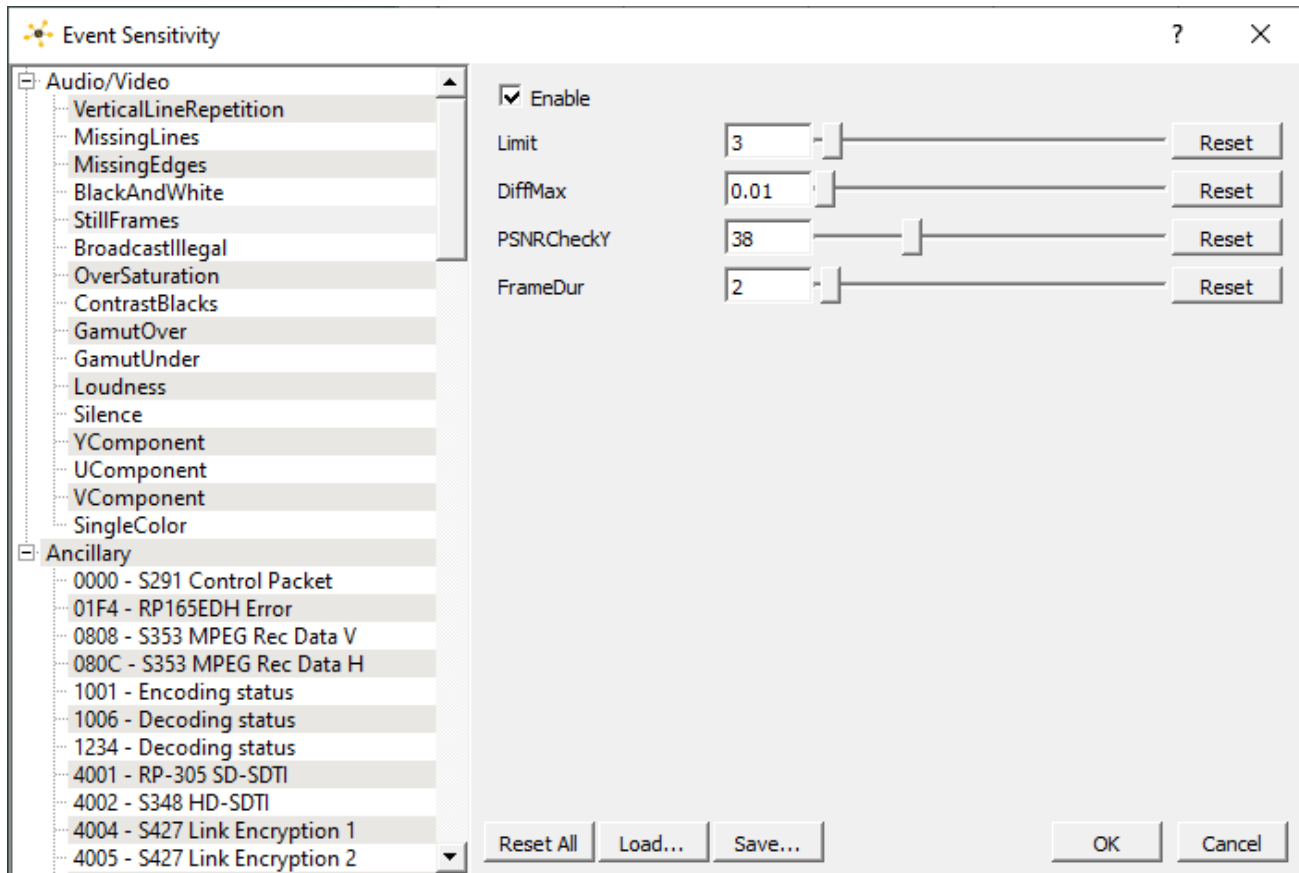 Event Sensitivity
?
Audio/Video
VerticalLineRepetition
MissingLines
MissingEdges
BlackAndWhite
StillFrames
BroadcastIllegal
OverSaturation
ContrastBlacks
GamutOver
GamutUnder
Loudness
Silence
YComponent
UComponent
VComponent
SingleColor
Ancillary
0000 - S291 Control Packet
01F4 - RP165EDH Error
0808 - S353 MPEG Rec Data V
080C - S353 MPEG Rec Data H
1001 - Encoding status
1006 - Decoding status
1234 - Decoding status
4001 - RP-305 SD-SDTI
4002 - S348 HD-SDTI
4004 - S427 Link Encryption 1
4005 - S427 Link Encryption 2
Enable
Limit 3 Reset
DiffMax 0.01 Reset
PSNRCheckY 38 Reset
FrameDur 2 Reset
Reset All Load... Save... OK Cancel